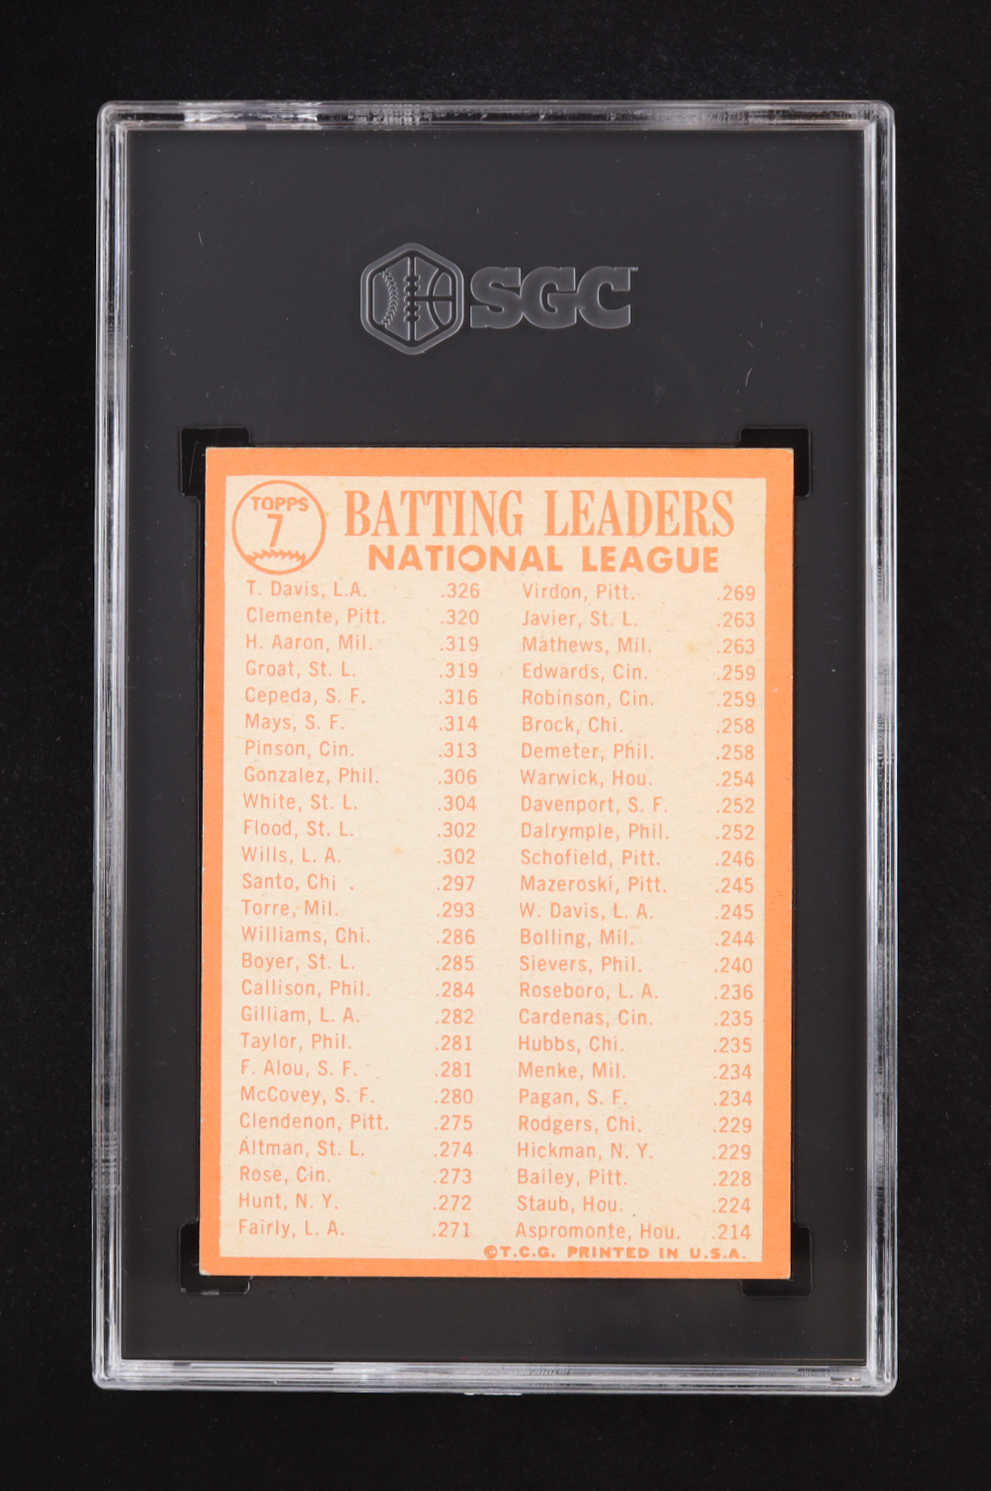 SGC
TOPPS
7
BATTING LEADERS
NATIONAL LEAGUE
T. Davis, L.A. .326
Clemente, Pitt. .320
H. Aaron, Mil. .319
Groat, St. L. .319
Cepeda, S. F. .316
Mays, S. F. .314
Pinson, Cin. .313
Gonzalez, Phil. .306
White, St. L. .304
Flood, St. L. .302
Wills, L. A. .302
Santo, Chi . .297
Torre, Mil. .293
Williams, Chi. .286
Boyer, St. L. .285
Callison, Phil. .284
Gilliam, L. A. .282
Taylor, Phil. .281
F. Alou, S. F. .281
McCovey, S. F. .280
Clendenon, Pitt. .275
Altman, St. L. .274
Rose, Cin. .273
Hunt, N. Y. .272
Fairly, L. A. .271
Virdon, Pitt. .269
Javier, St. L. .263
Mathews, Mil. .263
Edwards, Cin. .259
Robinson, Cin. .259
Brock, Chi. .258
Demeter, Phil. .258
Warwick, Hou. .254
Davenport, S. F. .252
Dalrymple, Phil. .252
Schofield, Pitt. .246
Mazeroski, Pitt. .245
W. Davis, L. A. .245
Bolling, Mil. .244
Sievers, Phil. .240
Roseboro, L. A. .236
Cardenas, Cin. .235
Hubbs, Chi. .235
Menke, Mil. .234
Pagan, S. F. .234
Rodgers, Chi. .229
Hickman, N. Y. .229
Bailey, Pitt. .228
Staub, Hou. .224
Aspromonte, Hou. .214
©T.C.G. PRINTED IN U.S.A.